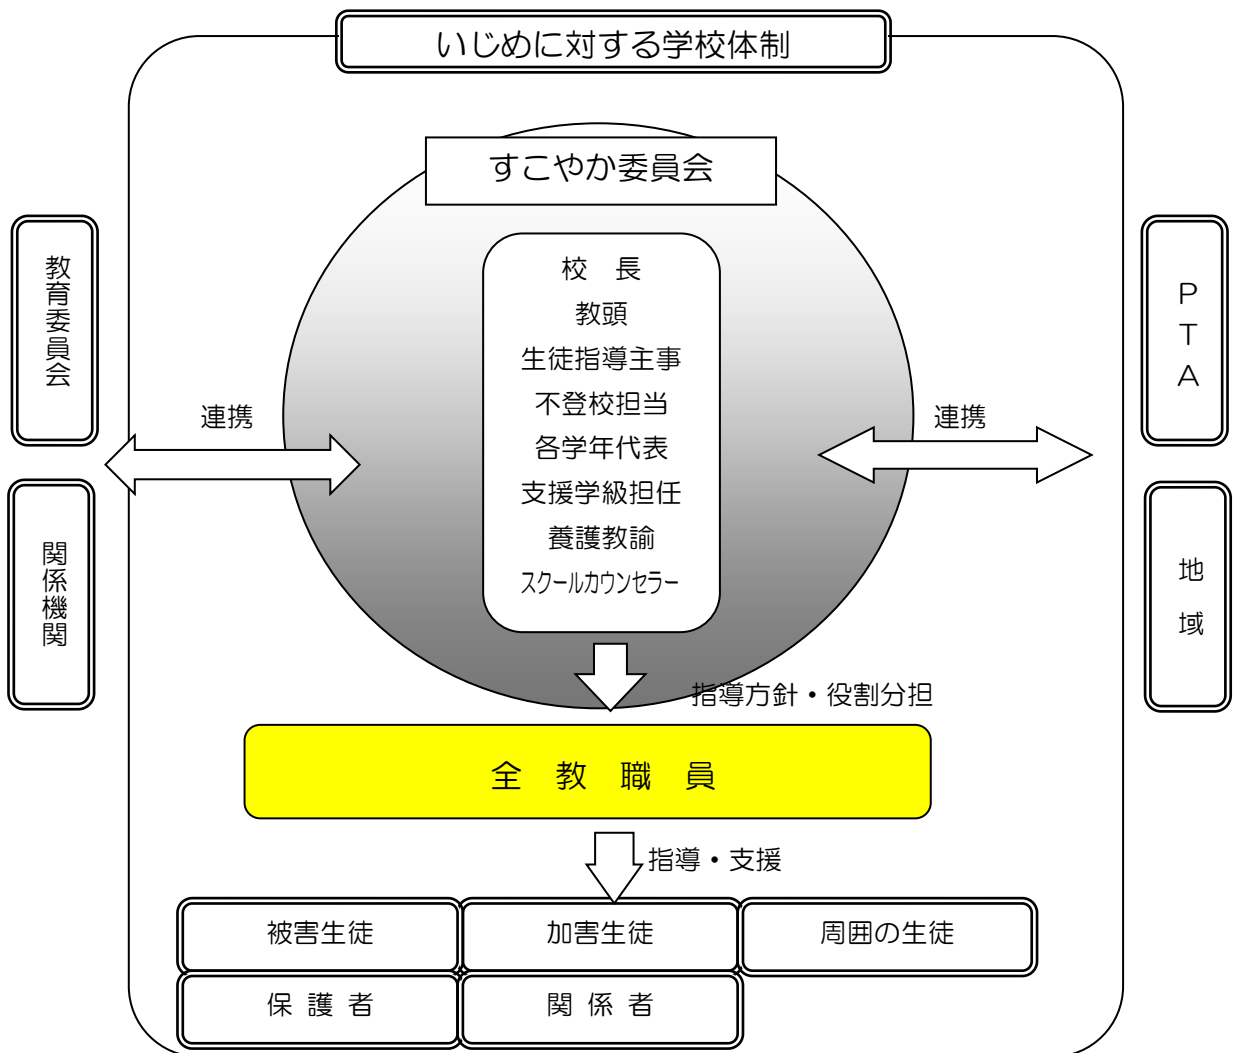 いじめに対する学校体制
すこやか委員会
校　長
教頭
生徒指導主事
不登校担当
各学年代表
支援学級担任
養護教諭
スクールカウンセラー
教育委員会
関係機関
連携
連携
PTA
地域
指導方針・役割分担
全　教　職　員
指導・支援
被害生徒
加害生徒
周囲の生徒
保 護 者
関 係 者